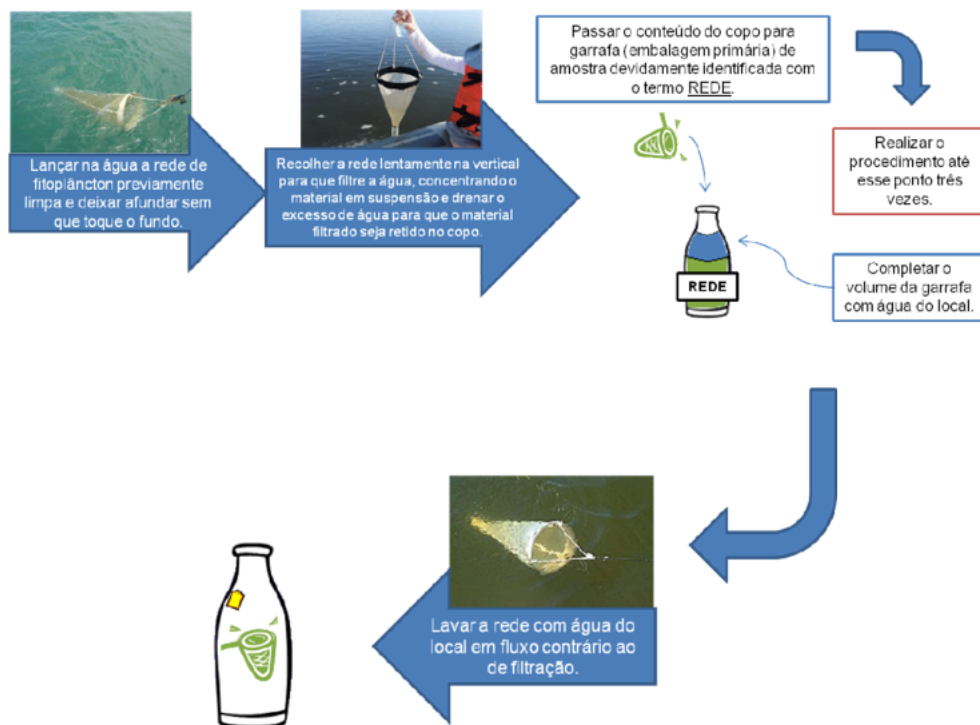 Lançar na água a rede de
fitoplâncton previamente
limpa e deixar afundar sem
que toque o fundo.
Recolher a rede lentamente na vertical
para que filtre a água, concentrando o
material em suspensão e drenar o
excesso de água para que o material
filtrado seja retido no copo.
Passar o conteúdo do copo para
garrafa (embalagem primária) de
amostra devidamente identificada com
o termo REDE.
Realizar o
procedimento até
esse ponto três
vezes.
REDE
Completar o
volume da garrafa
com água do local.
Lavar a rede com água do
local em fluxo contrário ao
de filtração.